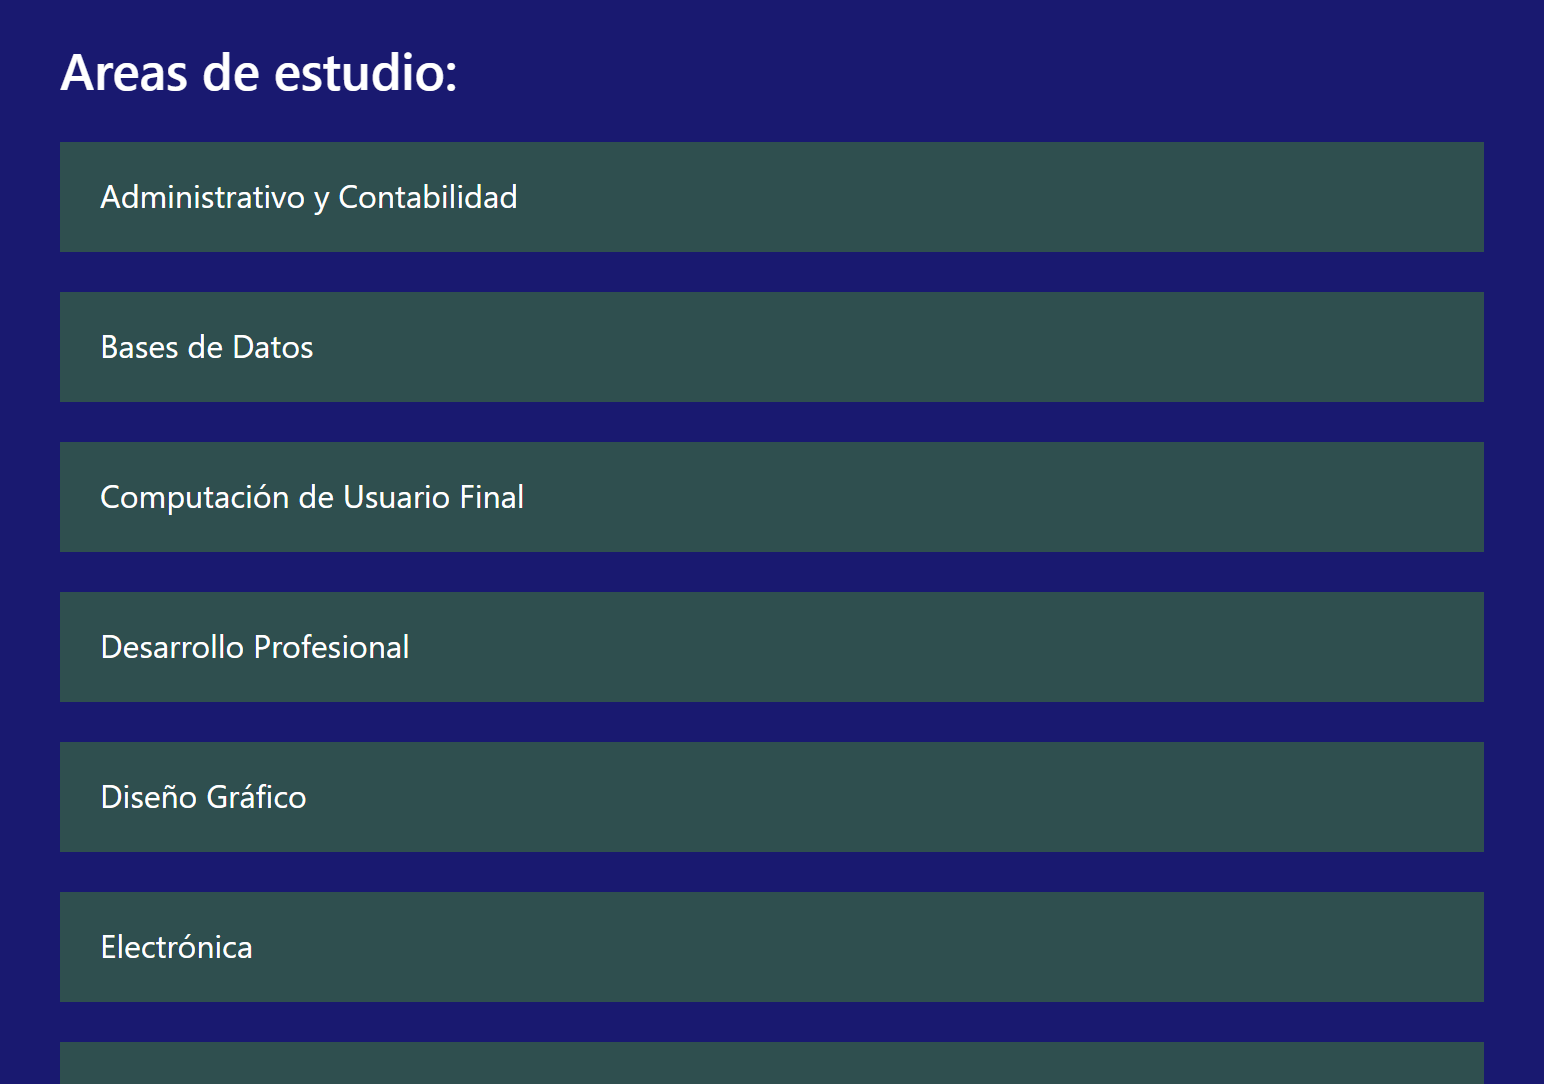 Areas de estudio:
Administrativo y Contabilidad
Bases de Datos
Computación de Usuario Final
Desarrollo Profesional
Diseño Gráfico
Electrónica